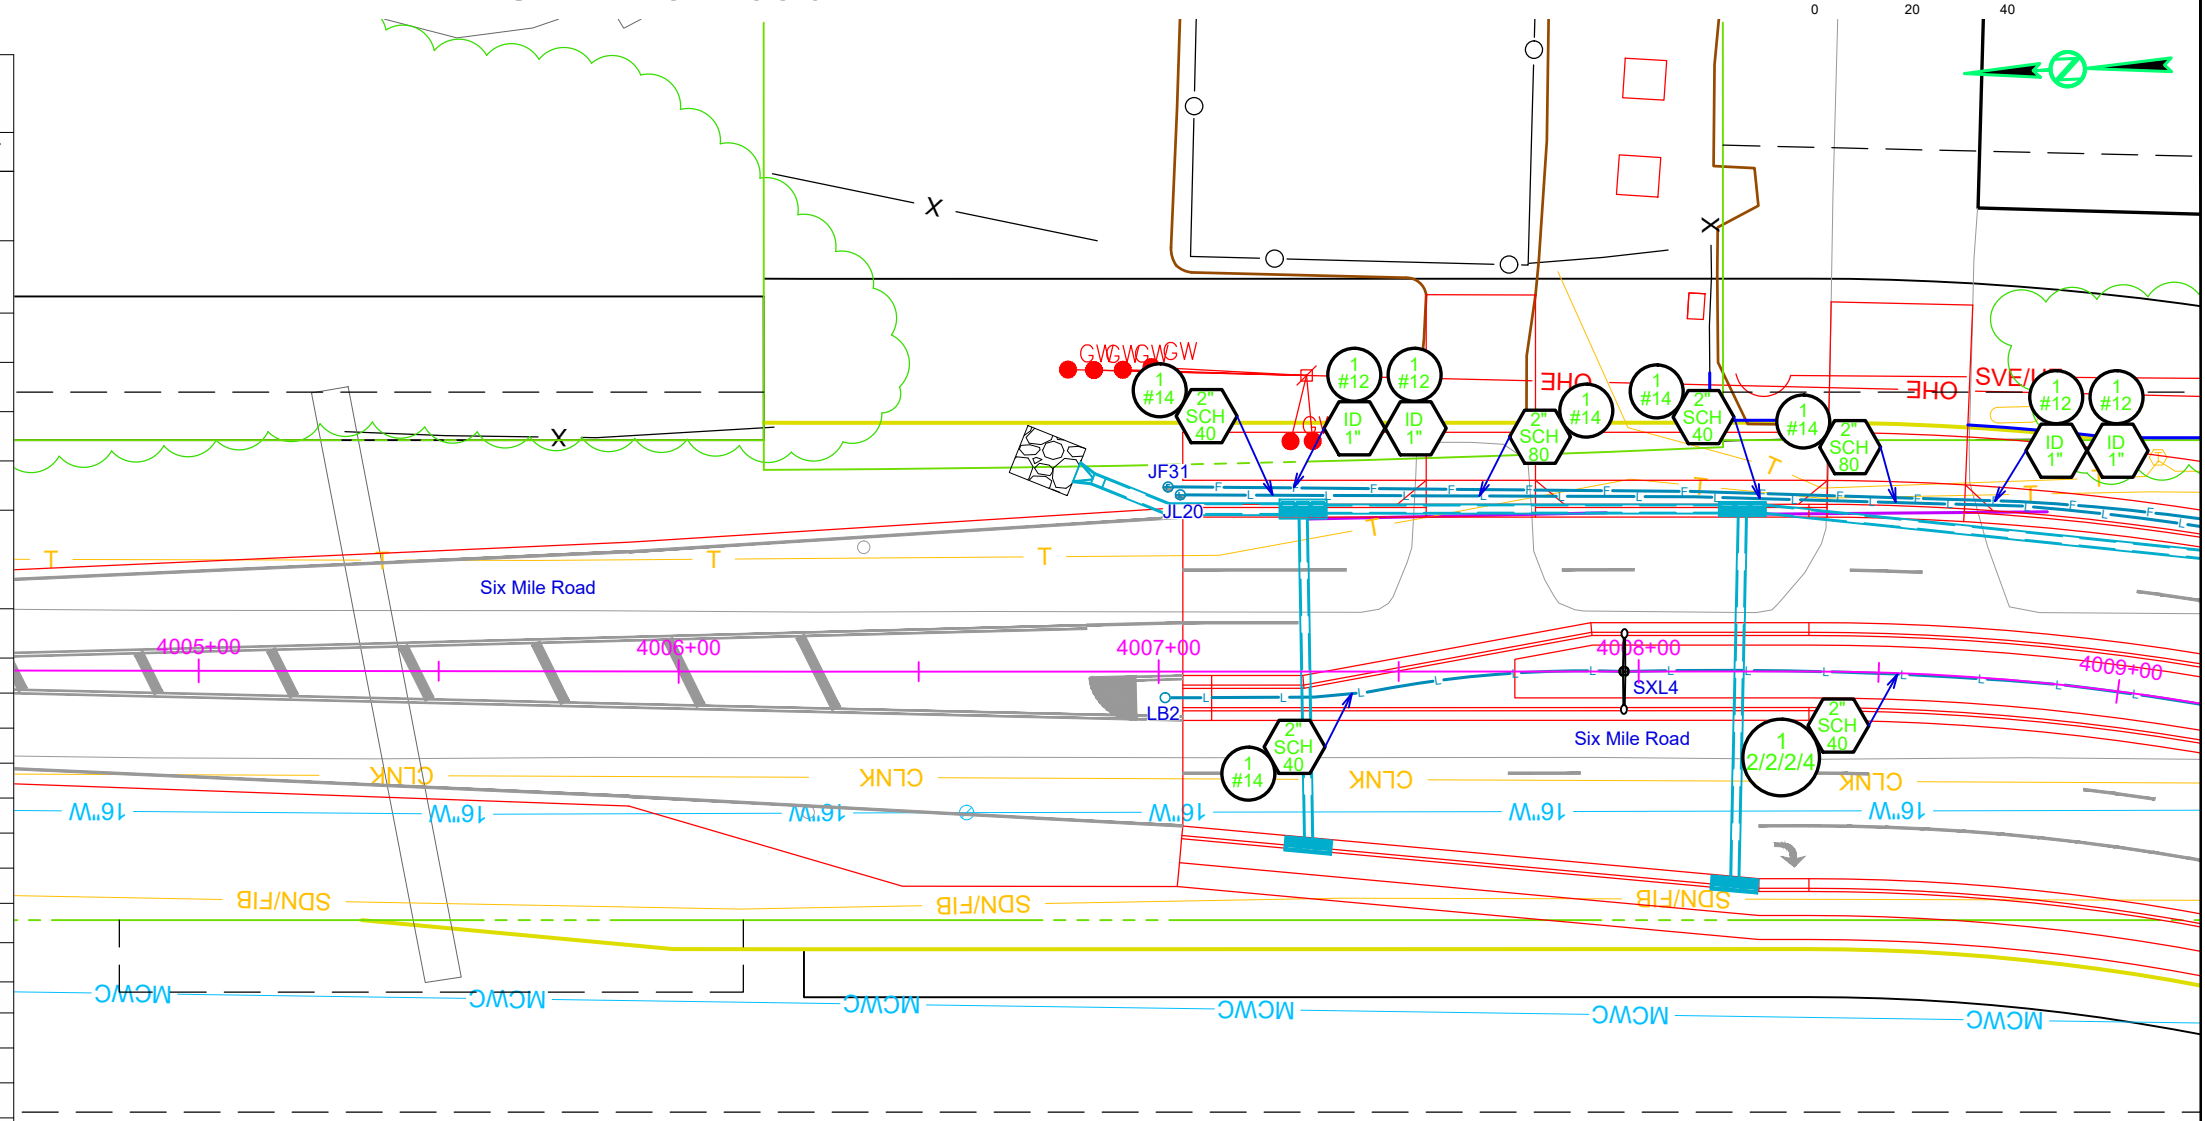 0 20 40
X
X
GW GW GW GW
1
#14
2"
SCH
40
1
#12
1
#12
ID
1"
ID
1"
OHE
2"
SCH
80
1
#14
1
#14
2"
SCH
40
1
#14
2"
SCH
80
OHE
1
#12
1
#12
ID
1"
ID
1"
X
JF31
F F F F F F F F F F F
L L L L L L L L L L
JL20
T T T T T T T T
Six Mile Road
4005+00 4006+00 4007+00 4008+00 4009+00
SXL4
L L L L L L L L L
LB2
Six Mile Road
2"
SCH
40
1
#14
2"
SCH
40
1
2/2/2/4
CLNK CLNK CLNK CLNK
16"W 16"W 16"W 16"W 16"W 16"W
SDN/FIB SDN/FIB SDN/FIB
MCWC MCWC MCWC MCWC MCWC MCWC